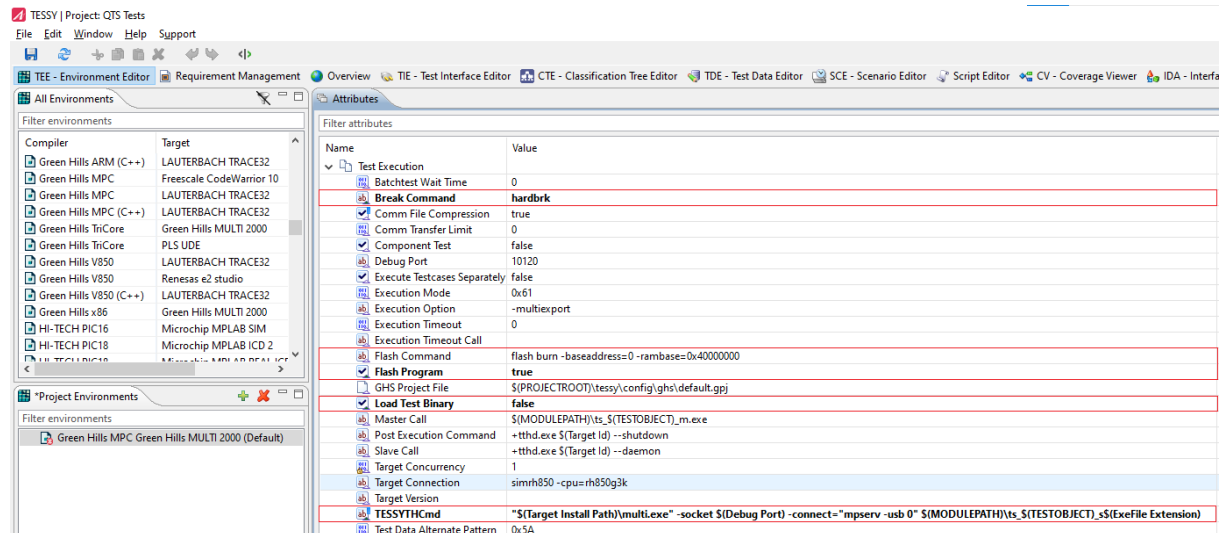 TESSY | Project: QTS Tests
File Edit Window Help Support
TEE - Environment Editor Requirement Management Overview TIE - Test Interface Editor CTE - Classification Tree Editor TDE - Test Data Editor SCE - Scenario Editor Script Editor CV - Coverage Viewer IDA - Interfa
All Environments
Filter environments
Compiler Target
Green Hills ARM (C++) LAUTERBACH TRACE32
Green Hills MPC Freescale CodeWarrior 10
Green Hills MPC LAUTERBACH TRACE32
Green Hills MPC (C++) LAUTERBACH TRACE32
Green Hills TriCore Green Hills MULTI 2000
Green Hills TriCore PLS UDE
Green Hills V850 LAUTERBACH TRACE32
Green Hills V850 Renesas e2 studio
Green Hills V850 (C++) LAUTERBACH TRACE32
Green Hills x86 Green Hills MULTI 2000
HI-TECH PIC16 Microchip MPLAB SIM
HI-TECH PIC18 Microchip MPLAB ICD 2
HI-TECH PIC18 Microchip MPLAB REAL ICE
*Project Environments
Filter environments
Green Hills MPC Green Hills MULTI 2000 (Default)
Attributes
Filter attributes
Name Value
Test Execution
Batchtest Wait Time 0
Break Command hardbrk
Comm File Compression true
Comm Transfer Limit 0
Component Test false
Debug Port 10120
Execute Testcases Separately false
Execution Mode 0x61
Execution Option -multiexport
Execution Timeout 0
Execution Timeout Call
Flash Command flash burn -baseaddress=0 -rambase=0x40000000
Flash Program true
GHS Project File $(PROJECTROOT)\tessy\config\ghs\default.gpj
Load Test Binary false
Master Call $(MODULEPATH)\ts_$(TESTOBJECT)_m.exe
Post Execution Command +tthd.exe $(Target Id) --shutdown
Slave Call +tthd.exe $(Target Id) --daemon
Target Concurrency 1
Target Connection simrh850 -cpu=rh850g3k
Target Version
TESSYTHCmd "$(Target Install Path)\multi.exe" -socket $(Debug Port) -connect="mpserv -usb 0" $(MODULEPATH)\ts_$(TESTOBJECT)_s$(ExeFile Extension)
Test Data Alternate Pattern 0x5A